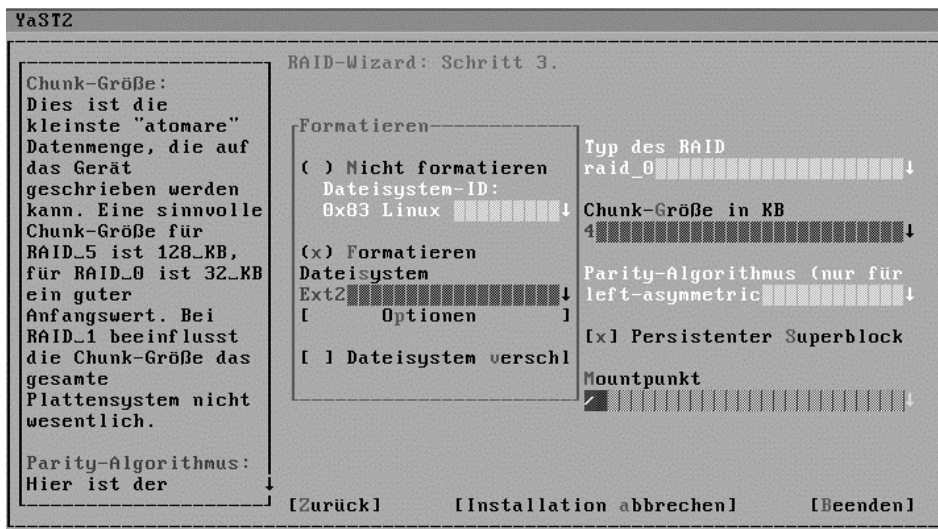 YaST2
RAID-Wizard: Schritt 3.
Chunk-Größe:
Dies ist die
kleinste "atomare"
Datenmenge, die auf
das Gerät
geschrieben werden
kann. Eine sinnvolle
Chunk-Größe für
RAID_5 ist 128_KB,
für RAID_0 ist 32_KB
ein guter
Anfangswert. Bei
RAID_1 beeinflusst
die Chunk-Größe das
gesamte
Plattensystem nicht
wesentlich.
Parity-Algorithmus:
Hier ist der
Formatieren
( ) Nicht formatieren
Dateisystem-ID:
0x83 Linux
(x) Formatieren
Dateisystem
Ext2
[ Optionen ]
[ ] Dateisystem verschl
Typ des RAID
raid_0
Chunk-Größe in KB
4
Parity-Algorithmus (nur für
left-asymmetric
[x] Persistenter Superblock
Mountpunkt
/
[Zurück] [Installation abbrechen] [Beenden]